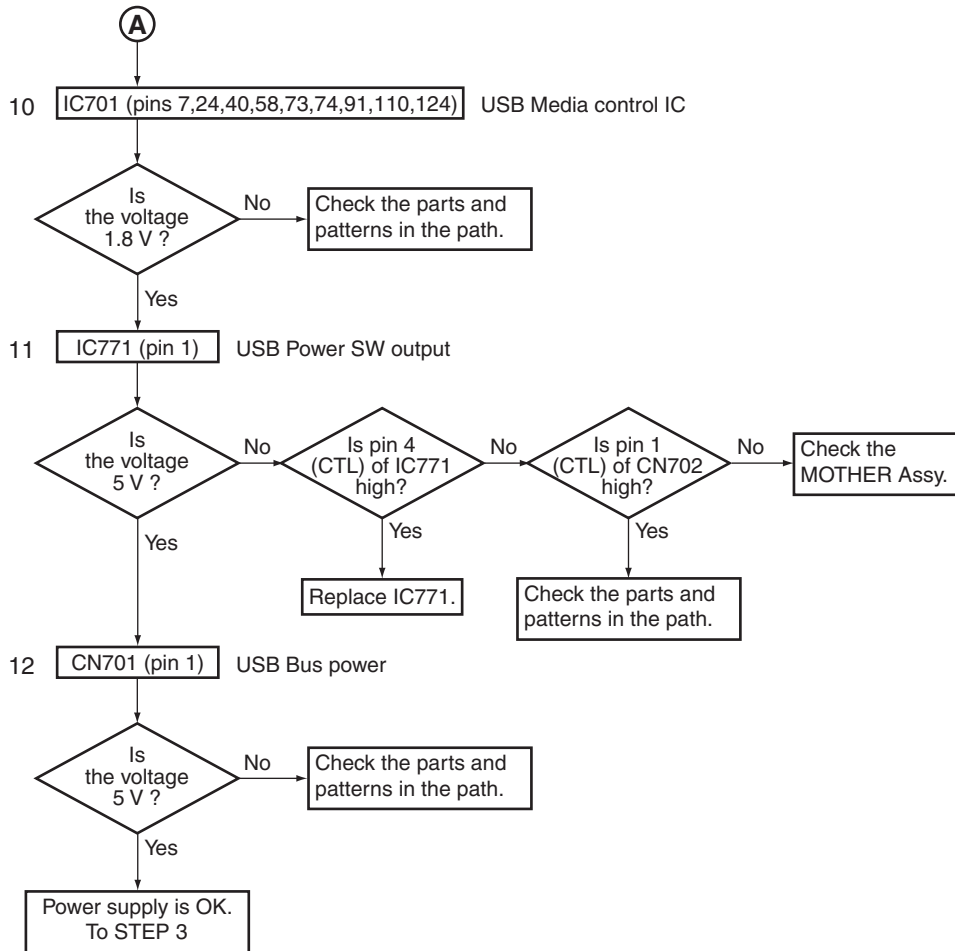 A
10 IC701 (pins 7,24,40,58,73,74,91,110,124) USB Media control IC
Is
the voltage
1.8 V ?
No
Check the parts and
patterns in the path.
Yes
11 IC771 (pin 1) USB Power SW output
Is
the voltage
5 V ?
No
Is pin 4
(CTL) of IC771
high?
No
Is pin 1
(CTL) of CN702
high?
No
Check the
MOTHER Assy.
Yes
Yes
Yes
Replace IC771.
Check the parts and
patterns in the path.
12 CN701 (pin 1) USB Bus power
Is
the voltage
5 V ?
No
Check the parts and
patterns in the path.
Yes
Power supply is OK.
To STEP 3